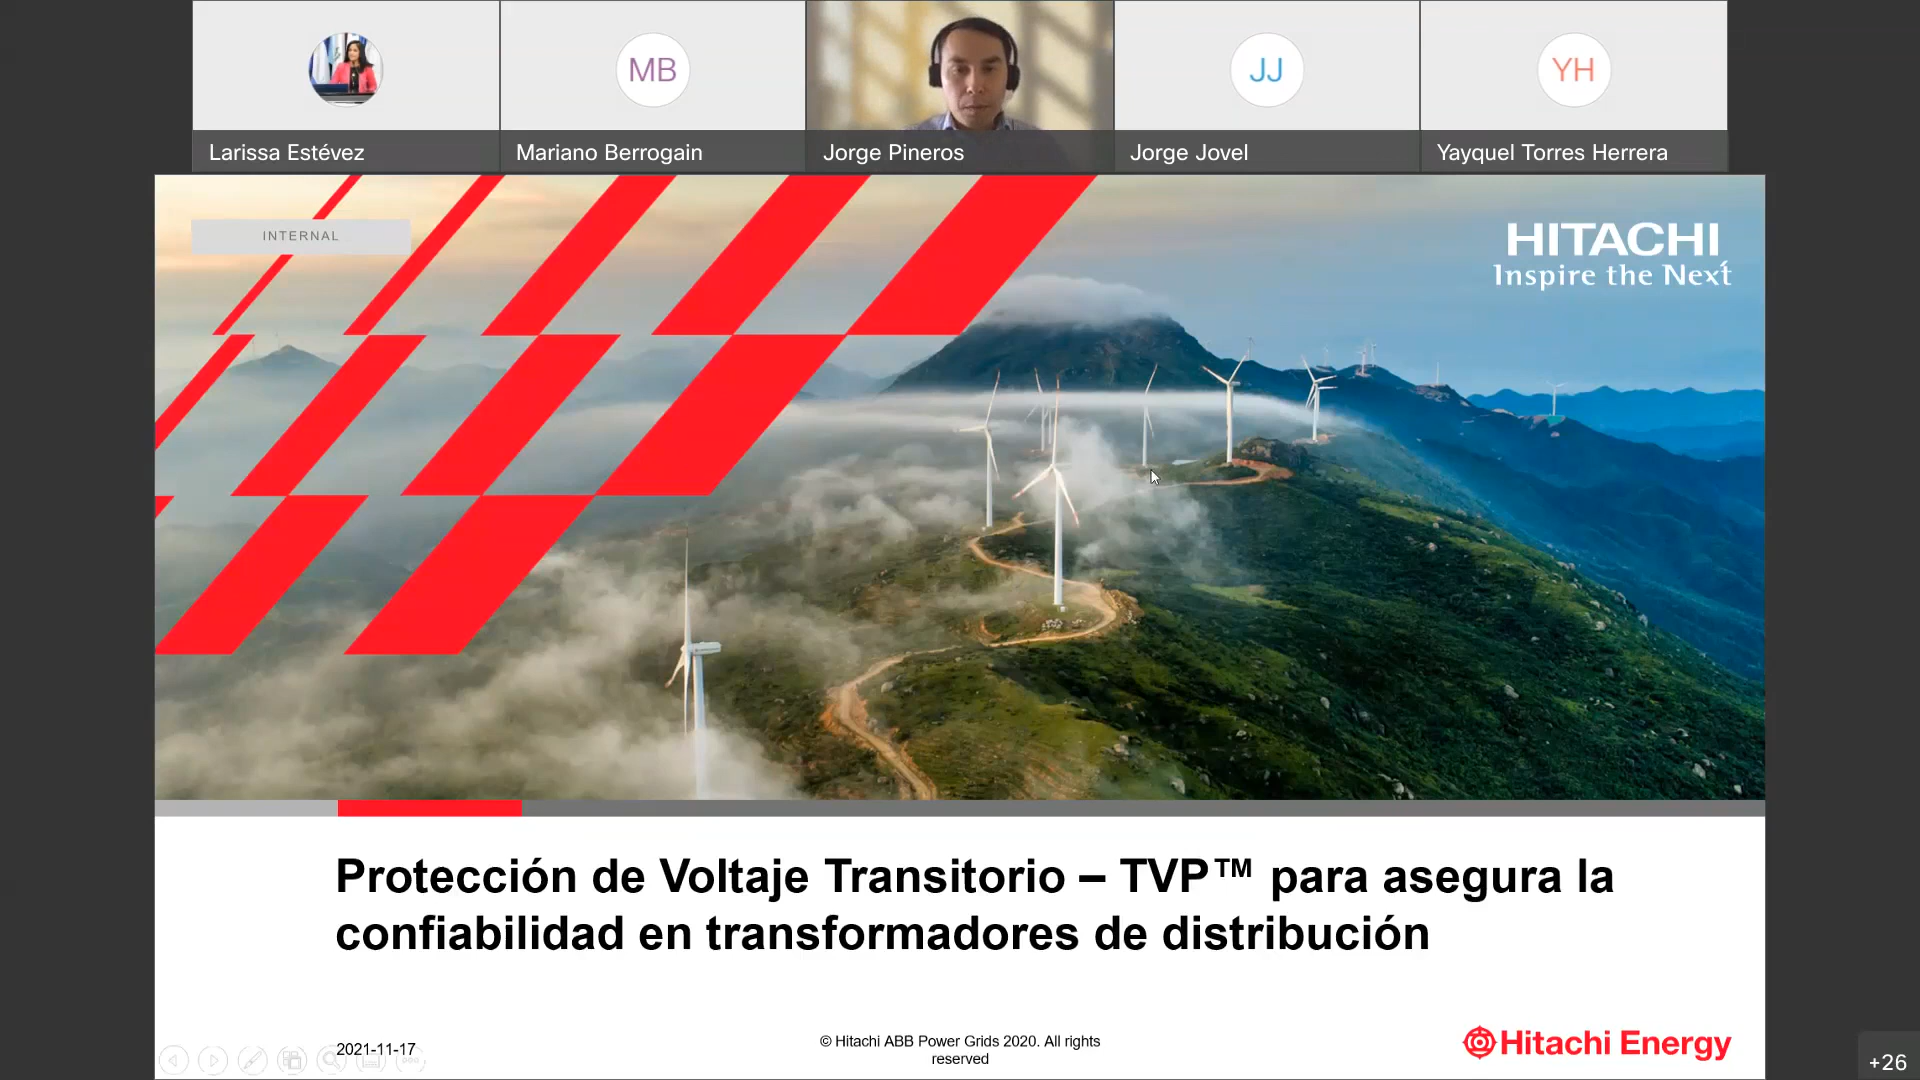 MB
JJ
YH
Larissa Estévez
Mariano Berrogain
Jorge Pineros
Jorge Jovel
Yayquel Torres Herrera
INTERNAL
HITACHI
Inspire the Next
Protección de Voltaje Transitorio – TVP™ para asegura la
confiabilidad en transformadores de distribución
2021-11-17
© Hitachi ABB Power Grids 2020. All rights
reserved
Hitachi Energy
+26